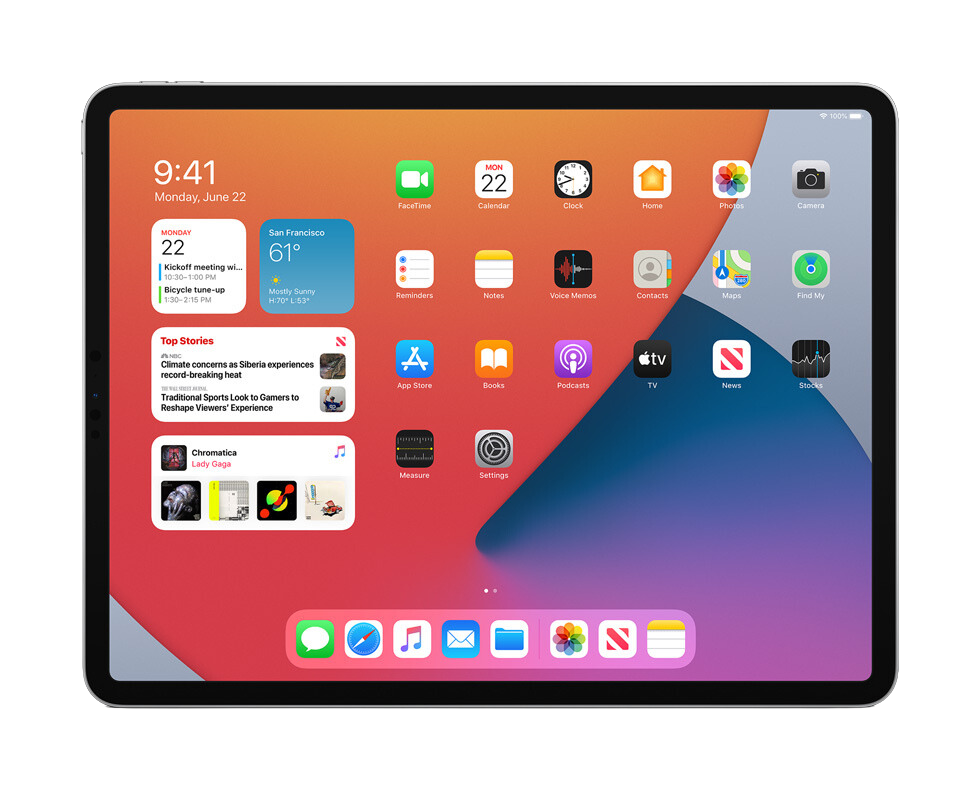 100%
9:41
Monday, June 22
MONDAY
22
Kickoff meeting wi...
10:30–1:00 PM
Bicycle tune-up
1:30–2:15 PM
San Francisco
61°
Mostly Sunny
H:70° L:53°
Top Stories
NBC
Climate concerns as Siberia experiences
record-breaking heat
THE WALL STREET JOURNAL
Traditional Sports Look to Gamers to
Reshape Viewers' Experience
Chromatica
Lady Gaga
MON
22
FaceTime
Calendar
Clock
Home
Photos
Camera
Reminders
Notes
Voice Memos
Contacts
Maps
Find My
tv
App Store
Books
Podcasts
TV
News
Stocks
Measure
Settings